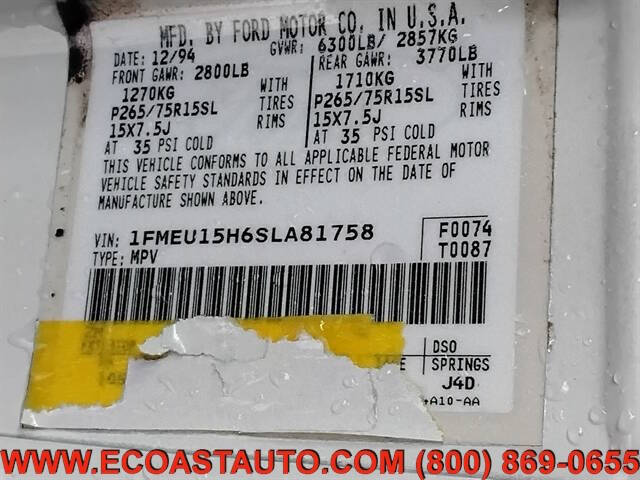 MFD. BY FORD MOTOR CO. IN U.S.A.
DATE: 12/94 GVWR: 6300LB/ 2857KG
FRONT GAWR: 2800LB REAR GAWR: 3770LB
1270KG WITH 1710KG WITH
P265/75R15SL TIRES P265/75R15SL TIRES
15X7.5J RIMS 15X7.5J RIMS
AT 35 PSI COLD AT 35 PSI COLD
THIS VEHICLE CONFORMS TO ALL APPLICABLE FEDERAL MOTOR
VEHICLE SAFETY STANDARDS IN EFFECT ON THE DATE OF
MANUFACTURE SHOWN ABOVE.
VIN: 1FMEU15H6SLA81758 F0074
TYPE: MPV T0087
DSO
SPRINGS
J4D
A10-AA
WWW.ECOASTAUTO.COM (800) 869-0655